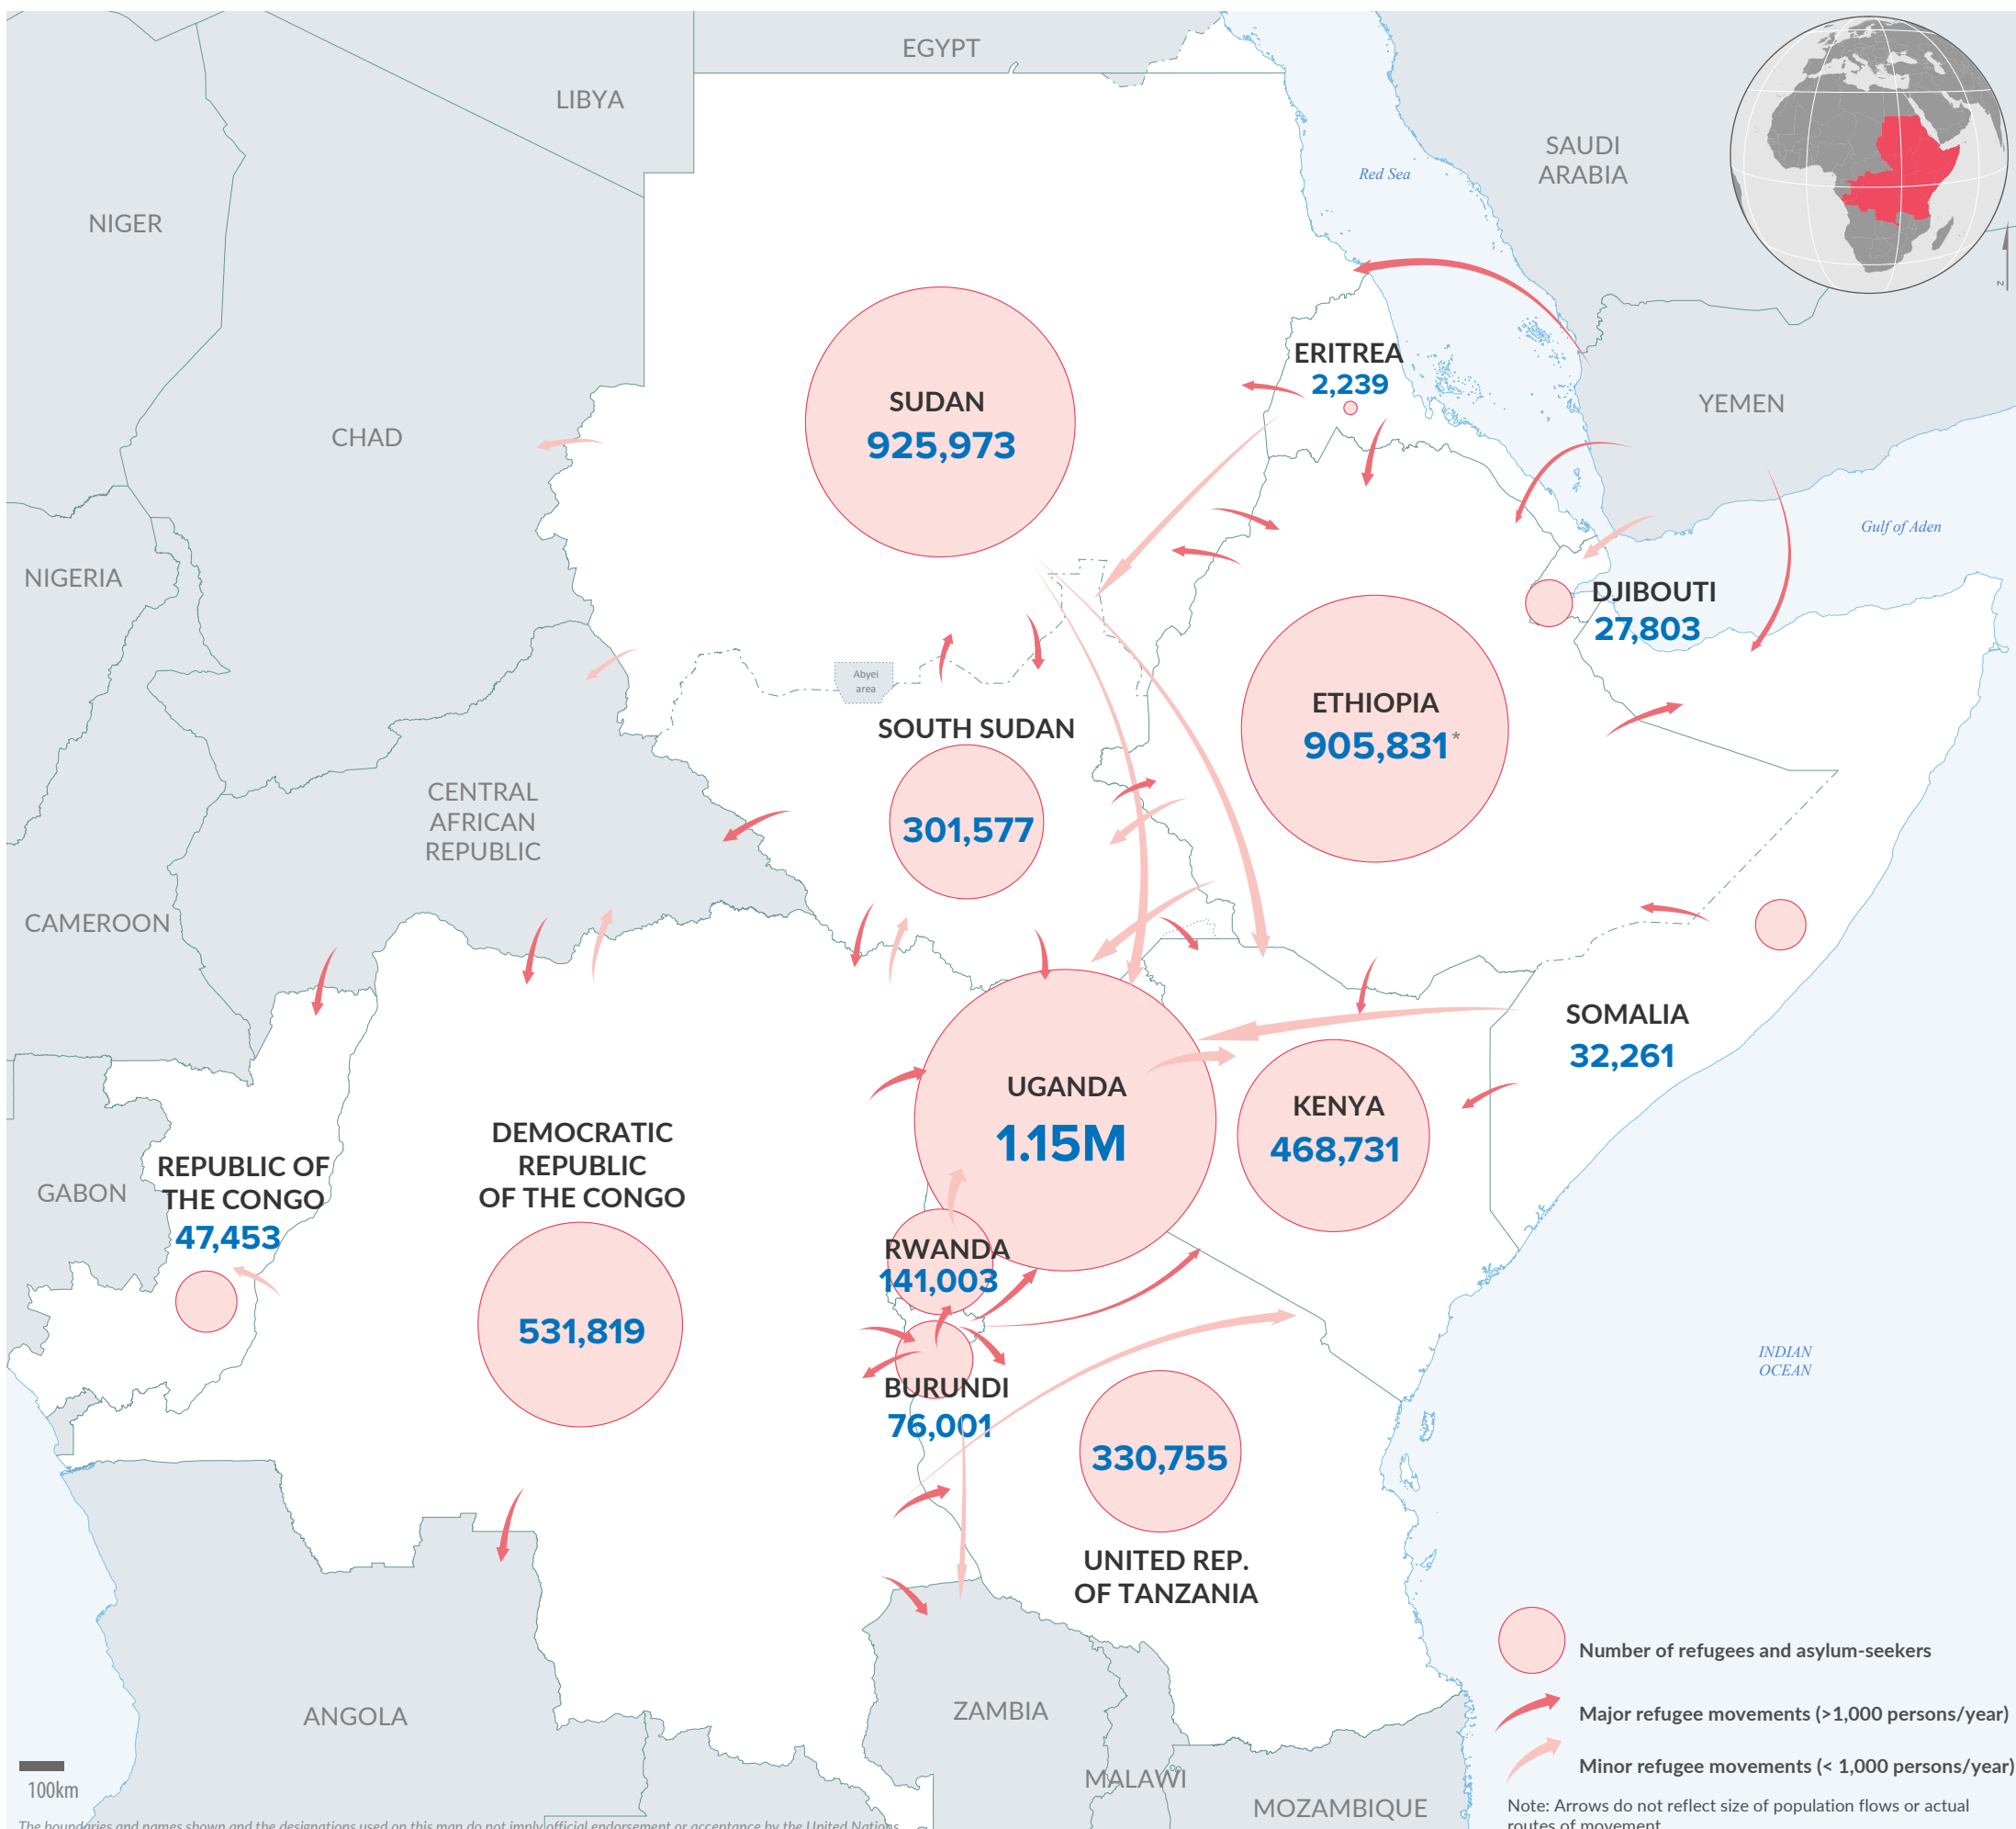 EGYPT
LIBYA
SAUDI
ARABIA
Red Sea
NIGER
N
ERITREA
2,239
SUDAN
925,973
YEMEN
CHAD
Gulf of Aden
NIGERIA
DJIBOUTI
27,803
Abyei
area
ETHIOPIA
905,831*
SOUTH SUDAN
301,577
CENTRAL
AFRICAN
REPUBLIC
CAMEROON
SOMALIA
32,261
UGANDA
1.15M
KENYA
468,731
DEMOCRATIC
REPUBLIC
OF THE CONGO
531,819
REPUBLIC OF
THE CONGO
47,453
GABON
RWANDA
141,003
BURUNDI
76,001
INDIAN
OCEAN
330,755
UNITED REP.
OF TANZANIA
ANGOLA
ZAMBIA
MALAWI
MOZAMBIQUE
Number of refugees and asylum-seekers
Major refugee movements (>1,000 persons/year)
Minor refugee movements (< 1,000 persons/year)
Note: Arrows do not reflect size of population flows or actual
routes of movement
100km
The boundaries and names shown and the designations used on this map do not imply official endorsement or acceptance by the United Nations